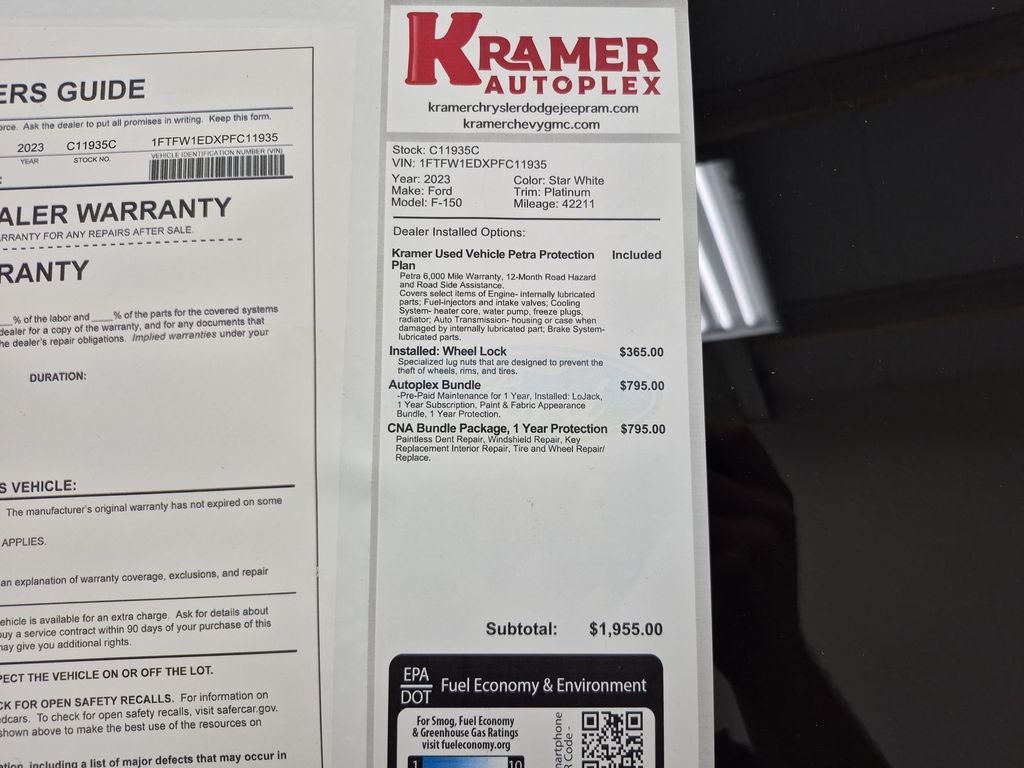 ERS GUIDE
Ask the dealer to put all promises in writing. Keep this form.
2023 C11935C 1FTFW1EDXPFC11935
YEAR STOCK NO. VEHICLE IDENTIFICATION NUMBER (VIN)
ALER WARRANTY
RRANTY FOR ANY REPAIRS AFTER SALE.
RANTY
___% of the labor and ____% of the parts for the covered systems
dealer for a copy of the warranty, and for any documents that
he dealer's repair obligations. Implied warranties under your
DURATION:
S VEHICLE:
The manufacturer's original warranty has not expired on some
APPLIES.
an explanation of warranty coverage, exclusions, and repair
ehicle is available for an extra charge. Ask for details about
buy a service contract within 90 days of your purchase of this
may give you additional rights.
PECT THE VEHICLE ON OR OFF THE LOT.
CK FOR OPEN SAFETY RECALLS. For information on
edcars. To check for open safety recalls, visit safercar.gov.
shown above to make the best use of the resources on
including a list of major defects that may occur in
KRAMER
AUTOPLEX
kramerchryslerdodgejeepram.com
kramerchevygmc.com
Stock: C11935C
VIN: 1FTFW1EDXPFC11935
Year: 2023 Color: Star White
Make: Ford Trim: Platinum
Model: F-150 Mileage: 42211
Dealer Installed Options:
Kramer Used Vehicle Petra Protection Included
Plan
Petra 6,000 Mile Warranty, 12-Month Road Hazard
and Road Side Assistance.
Covers select items of Engine- internally lubricated
parts; Fuel-injectors and intake valves; Cooling
System- heater core, water pump, freeze plugs,
radiator; Auto Transmission- housing or case when
damaged by internally lubricated part; Brake System-
lubricated parts.
Installed: Wheel Lock $365.00
Specialized lug nuts that are designed to prevent the
theft of wheels, rims, and tires.
Autoplex Bundle $795.00
-Pre-Paid Maintenance for 1 Year, Installed: LoJack,
1 Year Subscription, Paint & Fabric Appearance
Bundle, 1 Year Protection.
CNA Bundle Package, 1 Year Protection $795.00
Paintless Dent Repair, Windshield Repair, Key
Replacement Interior Repair, Tire and Wheel Repair/
Replace.
Subtotal: $1,955.00
EPA
DOT Fuel Economy & Environment
For Smog, Fuel Economy
& Greenhouse Gas Ratings
visit fueleconomy.org
1 10
martphone
R Code -